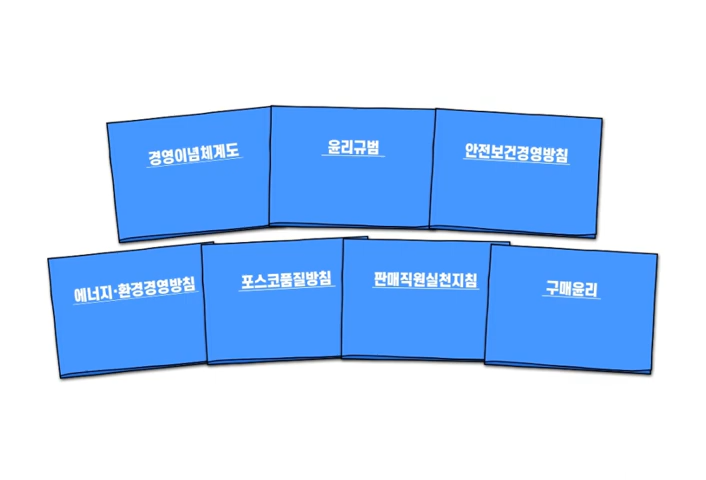 경영이념체계도
윤리규범
안전보건경영방침
에너지·환경경영방침
포스코품질방침
판매직원실천지침
구매윤리